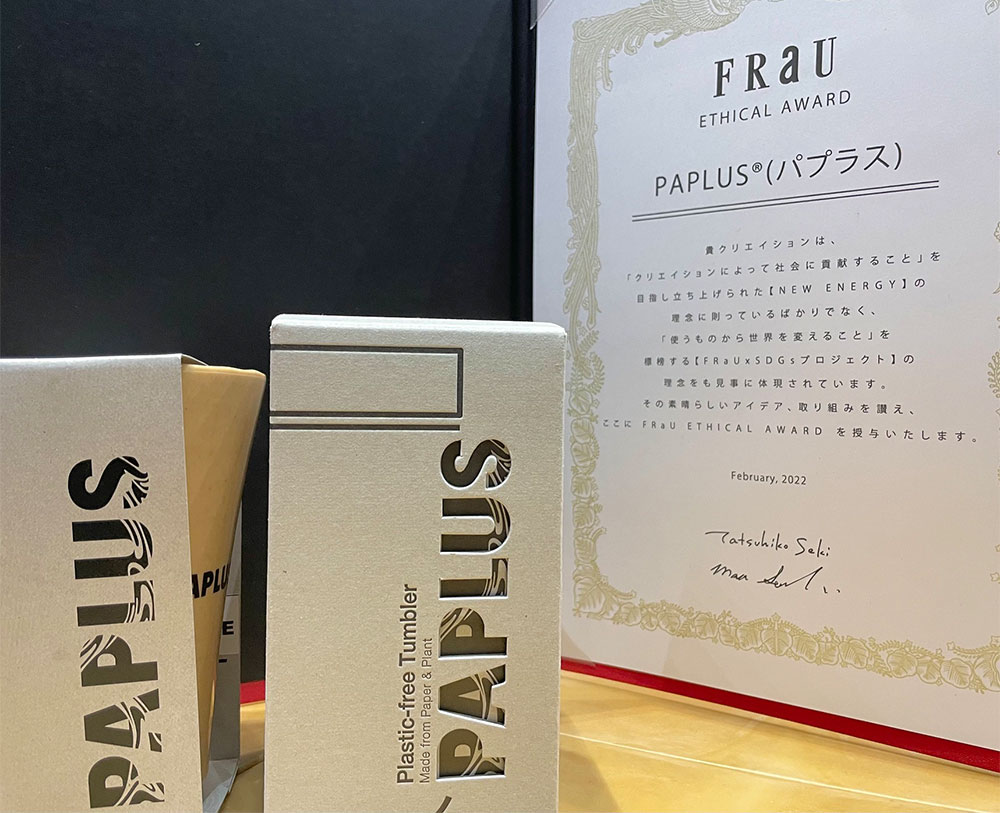 FRaU
ETHICAL AWARD
PAPLUS®(パプラス)
貴クリエイションは、
「クリエイションによって社会に貢献すること」を
目指し立ち上げられた【NEW ENERGY】の
理念に則っているばかりでなく、
「使うものから世界を変えること」を
標榜する【FRaUxSDGsプロジェクト】の
理念をも見事に体現されています。
その素晴らしいアイデア、取り組みを讃え、
ここに FRaU ETHICAL AWARD を授与いたします。
February, 2022
Tatsuhiko Seki
PAPLUS
APLU
E
PAPLUS
Plastic-free Tumbler
Made from Paper & Plant